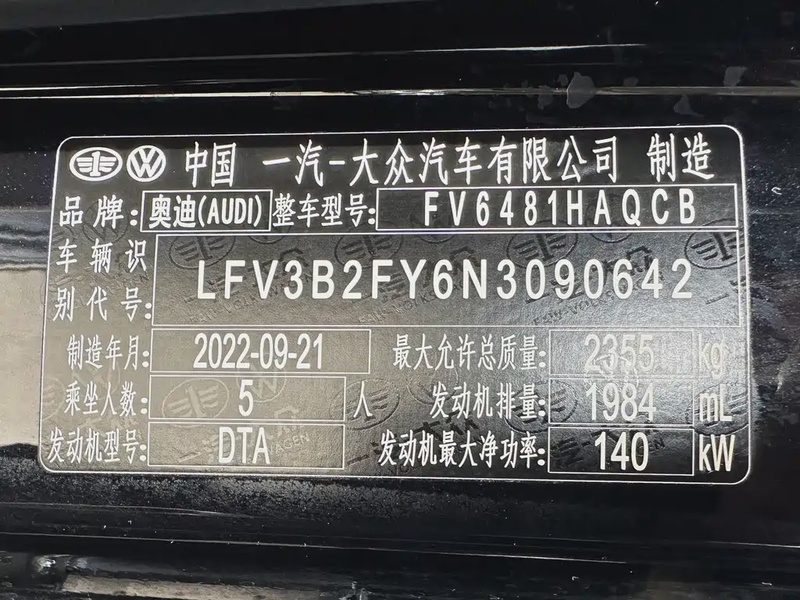 中国 一汽-大众汽车有限公司 制造
品牌: 奥迪(AUDI) 整车型号: FV6481HAQCB
车辆识别代号: LFV3B2FY6N3090642
制造年月: 2022-09-21 最大允许总质量: 2355 kg
乘坐人数: 5 人 发动机排量: 1984 mL
发动机型号: DTA 发动机最大净功率: 140 kW